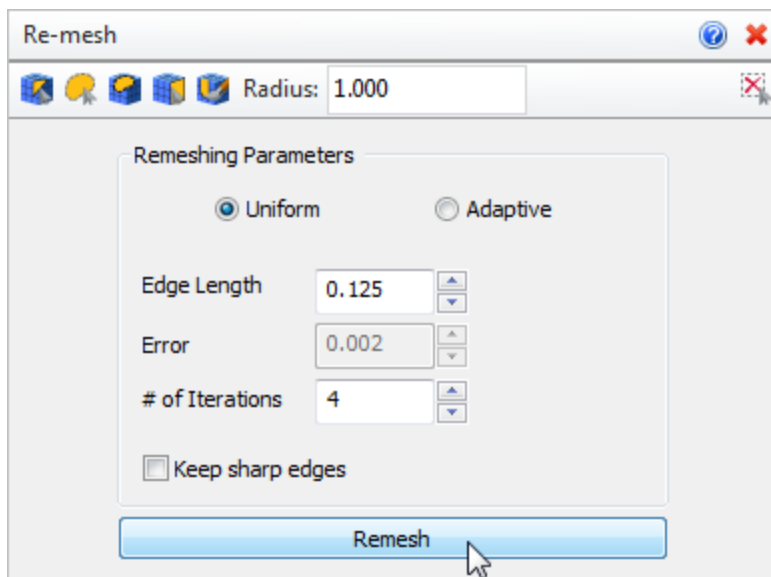 Re-mesh
Radius: 1.000
Remeshing Parameters
Uniform Adaptive
Edge Length 0.125
Error 0.002
# of Iterations 4
Keep sharp edges
Remesh